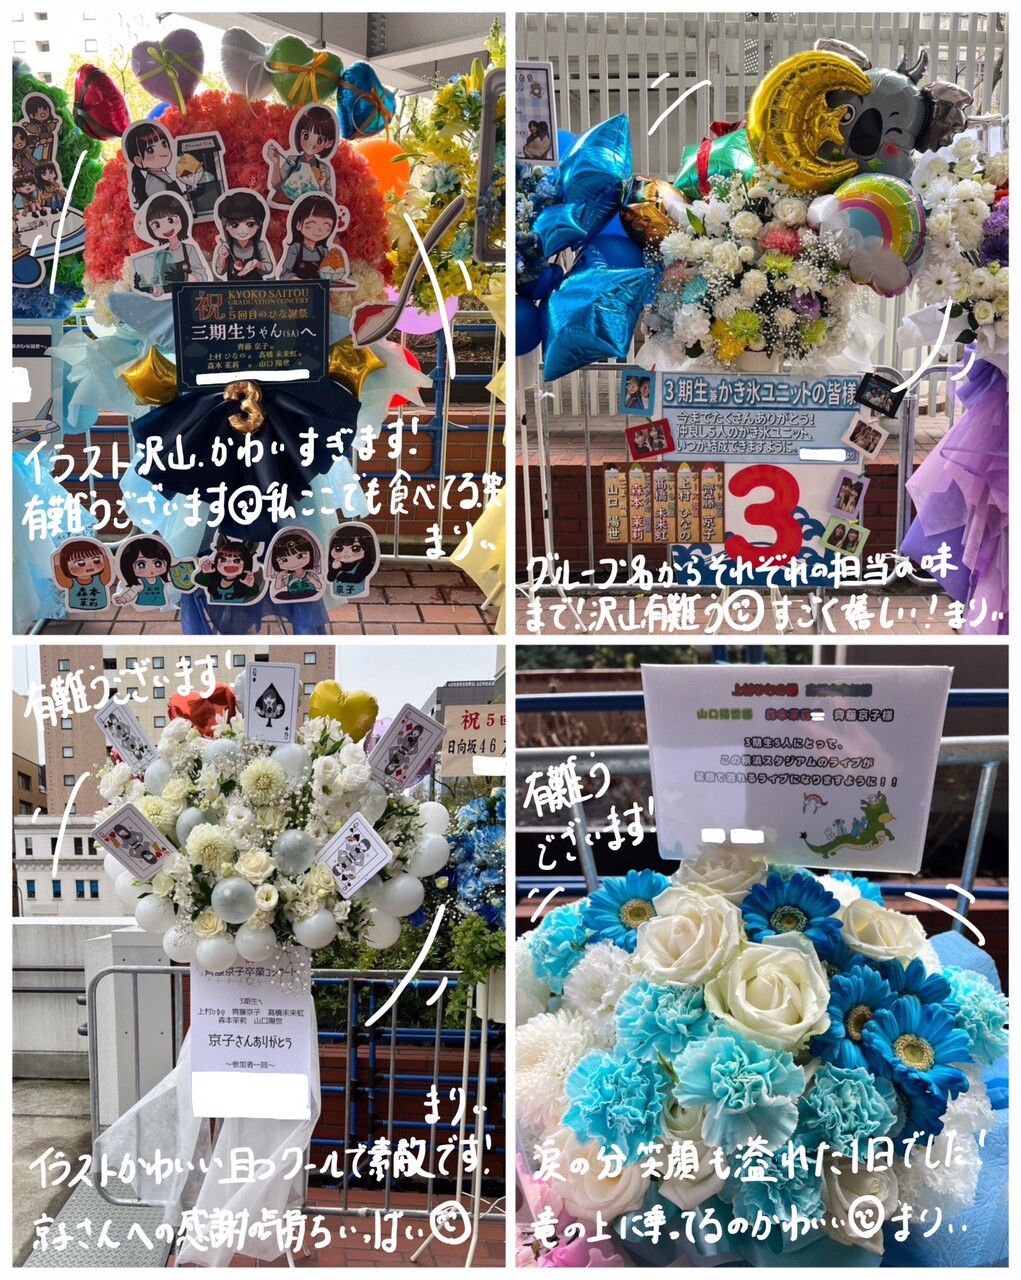 祝
KYOKO SAITOU
GRADUATION CONCERT
5回目のひな誕祭
三期生ちゃん(5人)へ
齊藤 京子
上村 ひなの 髙橋 未来虹
森本 茉莉 山口 陽世
3
イラスト沢山、かわいすぎます!
有難うございます私ここでも食べてる、笑
まりぃ
森本
茉莉
京子
3期生兼かき氷ユニットの皆様
今までたくさんありがとう!
仲良し5人のかき氷ユニット、
いつか結成できますように。
より
齊藤 京子
上村 ひなの
髙橋 未来虹
森本 茉莉
山口 陽世
3
グループ名からそれぞれの担当の味
まで!沢山有難うすごく嬉しい!まりぃ
有難うございます!
祝5回
日向坂46
齊藤京子卒業コンサート
3期生へ
上村ひなの 齊藤京子 髙橋未来虹
森本茉莉 山口陽世
京子さんありがとう
〜参加者一同〜
まりぃ
イラストかわいい且つクールで素敵です!
京子さんへの感謝の気持ちいっぱい
上村ひなの様
山口陽世様 森本茉莉様 齊藤京子様
3期生5人にとって、
この横浜スタジアムのライブが
笑顔で溢れるライブになりますように!!
有難う
ございます!
涙の分笑顔も溢れた1日でした!
竜の上に乗ってるのかわいいまりぃ